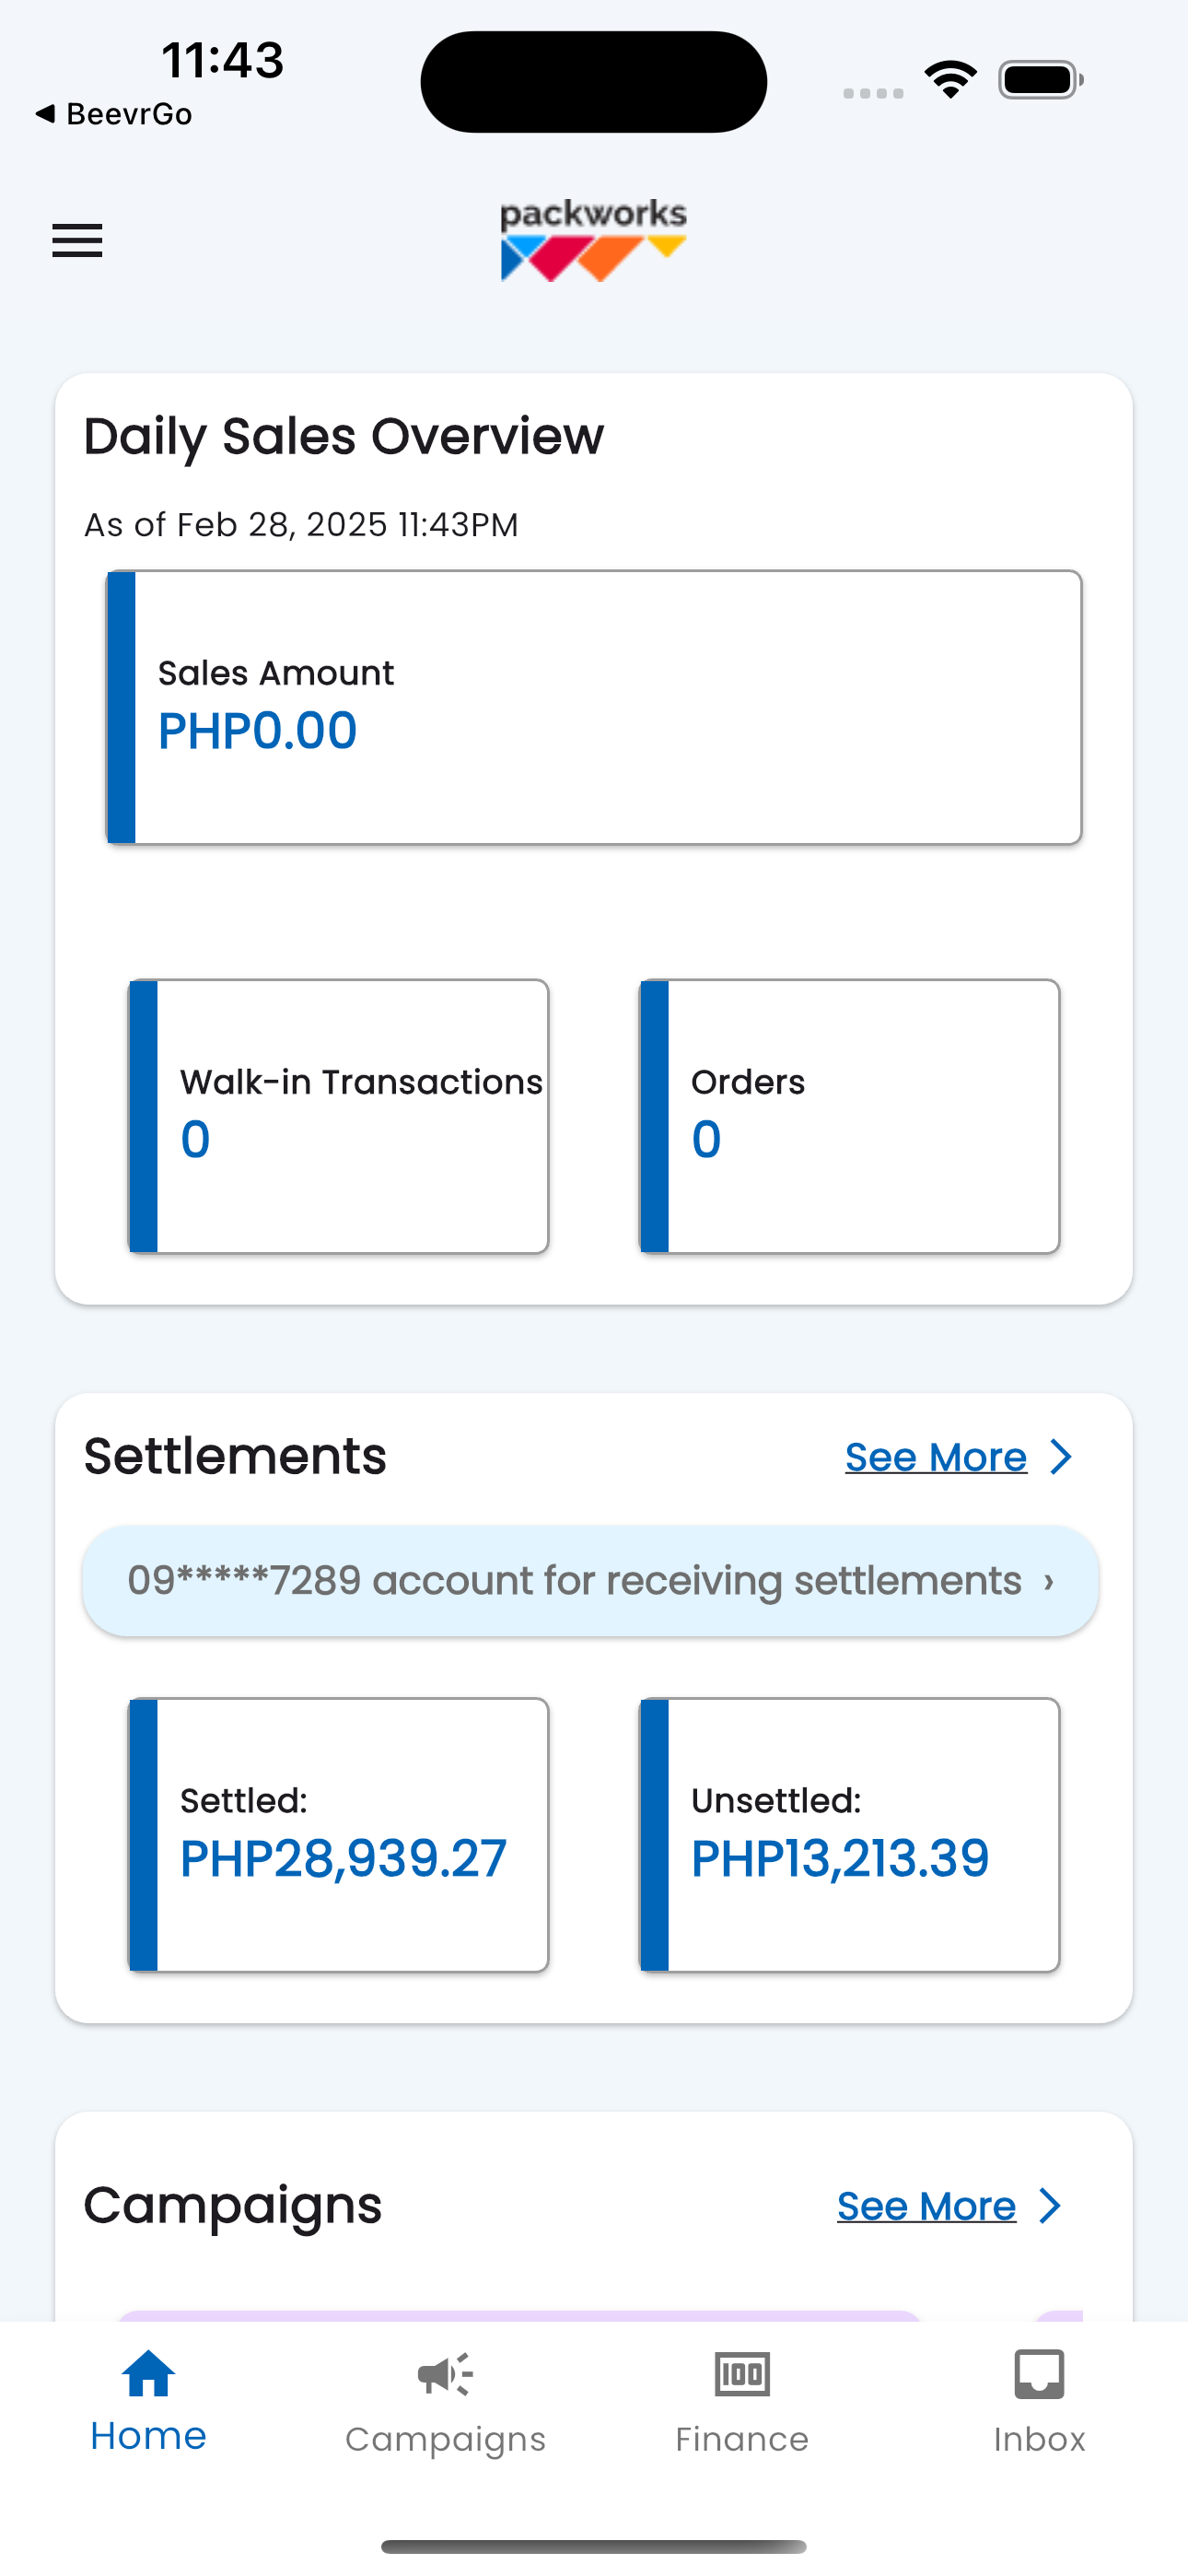 11:43
◀ BeevrGo
packworks
Daily Sales Overview
As of Feb 28, 2025 11:43PM
Sales Amount
PHP0.00
Walk-in Transactions
0
Orders
0
Settlements
See More >
09*****7289 account for receiving settlements ›
Settled:
PHP28,939.27
Unsettled:
PHP13,213.39
Campaigns
See More >
100
Home
Campaigns
Finance
Inbox